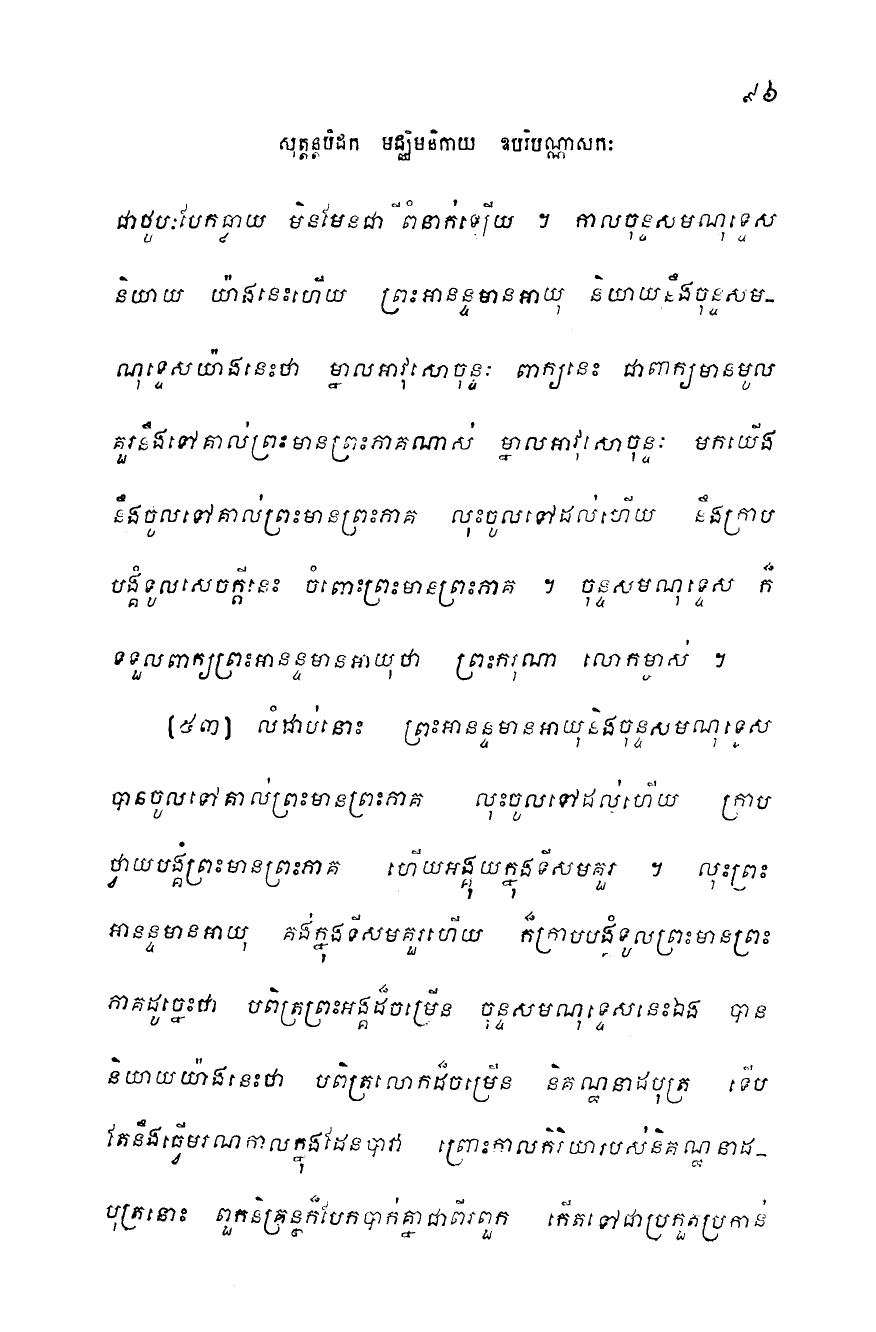 ៩៦
សុត្តន្តបិដក មជ្ឈិមនិកាយ ឧបរិបណ្ណាសកៈ
ជាថូបៈបែកធ្លាយ មិនមែនជាទីពំនាក់ឡើយ ។ កាលចុន្ទសមណុទ្ទេស
និយាយ យ៉ាងនេះហើយ ព្រះអានន្ទមានអាយុ និយាយនឹងចុន្ទសម-
ណុទ្ទេសយ៉ាងនេះថា ម្នាលអាវុសោចុន្ទៈ ពាក្យនេះ ជាពាក្យមានមូល
គួរនឹងទៅគាល់ព្រះមានព្រះភាគណាស់ ម្នាលអាវុសោចុន្ទៈ មកយើង
នឹងចូលទៅគាល់ព្រះមានព្រះភាគ លុះចូលទៅដល់ហើយ នឹងក្រាប
បង្គំទូលសេចក្តីនេះ ចំពោះព្រះមានព្រះភាគ ។ ចុន្ទសមណុទ្ទេស ក៏
ទទួលពាក្យព្រះអានន្ទមានអាយុថា ព្រះករុណា លោកម្ចាស់ ។
(៥៣) លំដាប់នោះ ព្រះអានន្ទមានអាយុនិងចុន្ទសមណុទ្ទេស
បានចូលទៅគាល់ព្រះមានព្រះភាគ លុះចូលទៅដល់ហើយ ក្រាប
ថ្វាយបង្គំព្រះមានព្រះភាគ ហើយអង្គុយក្នុងទីសមគួរ ។ លុះព្រះ
អានន្ទមានអាយុ គង់ក្នុងទីសមគួរហើយ ក៏ក្រាបបង្គំទូលព្រះមានព្រះ
ភាគដូច្នេះថា បពិត្រព្រះអង្គដ៏ចម្រើន ចុន្ទសមណុទ្ទេសនេះឯង បាន
និយាយយ៉ាងនេះថា បពិត្រលោកដ៏ចម្រើន និគណ្ឋនាដបុត្រ ទើប
តែនឹងធ្វើមរណកាលក្នុងដែនបាវា ព្រោះកាលកិរិយារបស់និគណ្ឋនាដ-
បុត្រនោះ ពួកនិគ្រន្ថក៏បែកបាក់គ្នាជាពីរពួក កើតទៅជាប្រកួតប្រកាន់